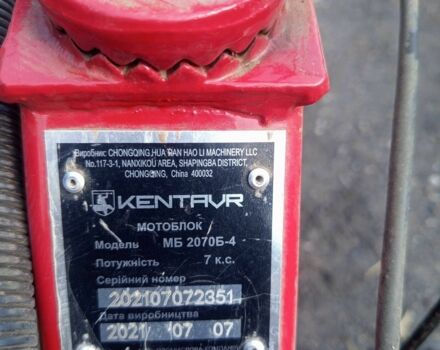 Виробник: CHONGQING HUA RAN HAO LI MACHINERY LLC
No.117-3-1, NANXIKOU AREA, SHAPINGBA DISTRICT,
CHONGQING, China 400032
KENTAVR
МОТОБЛОК
Модель МБ 2070Б-4
Потужність 7 к.с.
Серійний номер
202107072351
Дата виробництва
2021 07 07